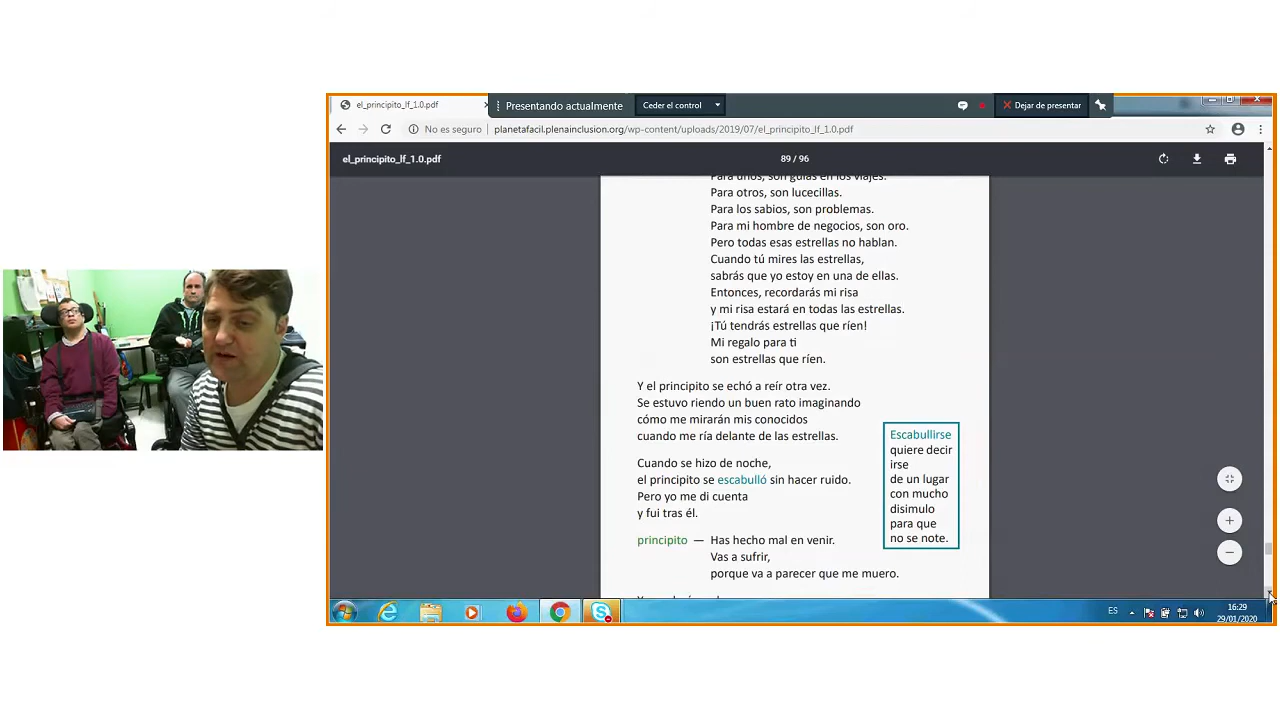 el_principito_lf_1.0.pdf
Presentando actualmente
Ceder el control
Dejar de presentar
No es seguro
planetafacil.plenainclusion.org/wp-content/uploads/2019/07/el_principito_lf_1.0.pdf
el_principito_lf_1.0.pdf
89 / 96
Para unos, son guías en los viajes.
Para otros, son lucecillas.
Para los sabios, son problemas.
Para mi hombre de negocios, son oro.
Pero todas esas estrellas no hablan.
Cuando tú mires las estrellas,
sabrás que yo estoy en una de ellas.
Entonces, recordarás mi risa
y mi risa estará en todas las estrellas.
¡Tú tendrás estrellas que ríen!
Mi regalo para ti
son estrellas que ríen.
Y el principito se echó a reír otra vez.
Se estuvo riendo un buen rato imaginando
cómo me mirarán mis conocidos
cuando me ría delante de las estrellas.
Cuando se hizo de noche,
el principito se escabulló sin hacer ruido.
Pero yo me di cuenta
y fui tras él.
Escabullirse
quiere decir
irse
de un lugar
con mucho
disimulo
para que
no se note.
principito — Has hecho mal en venir.
Vas a sufrir,
porque va a parecer que me muero.
ES
16:29
29/01/2020